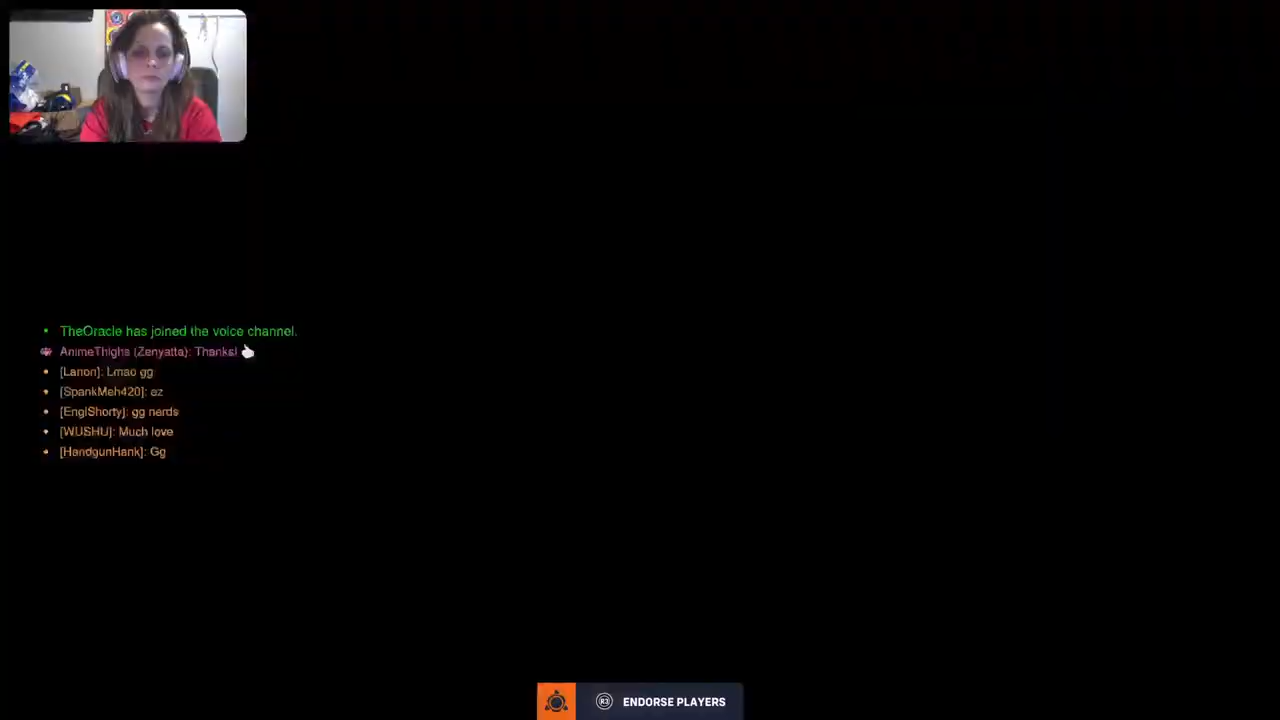 TheOracle has joined the voice channel.
AnimeThighs (Zenyatta): Thanks!
[Lanon]: Lmao gg
[SpankMeh420]: ez
[EnglShorty]: gg nerds
[WUSHU]: Much love
[HandgunHank]: Gg
R3 ENDORSE PLAYERS